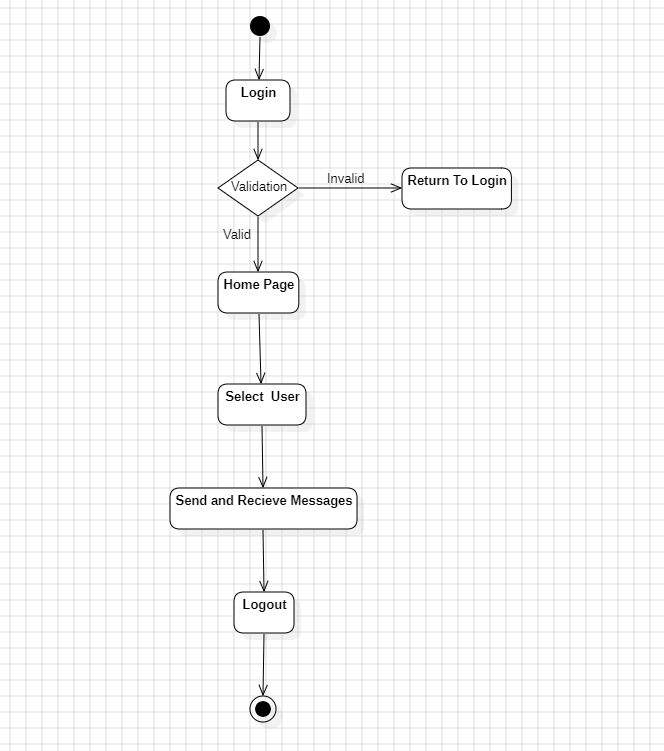 Login
Validation
Invalid
Return To Login
Valid
Home Page
Select  User
Send and Recieve Messages
Logout